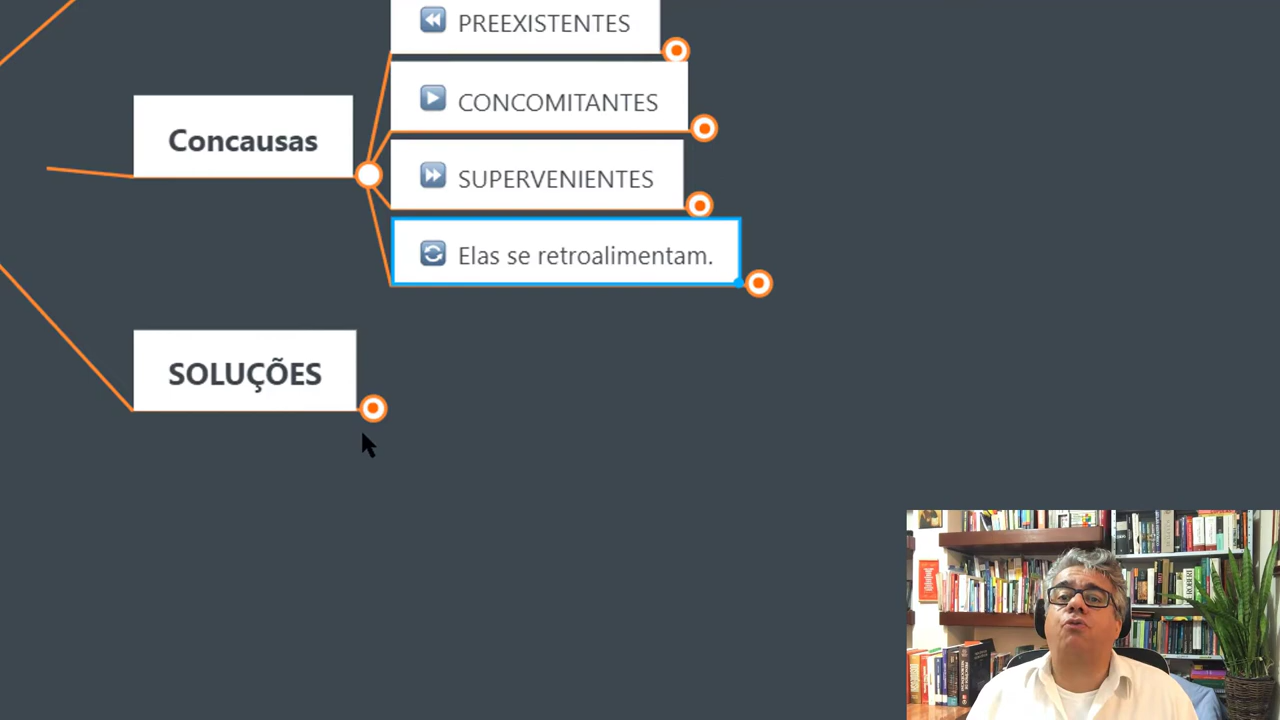 PREEXISTENTES
CONCOMITANTES
Concausas
SUPERVENIENTES
Elas se retroalimentam.
SOLUÇÕES